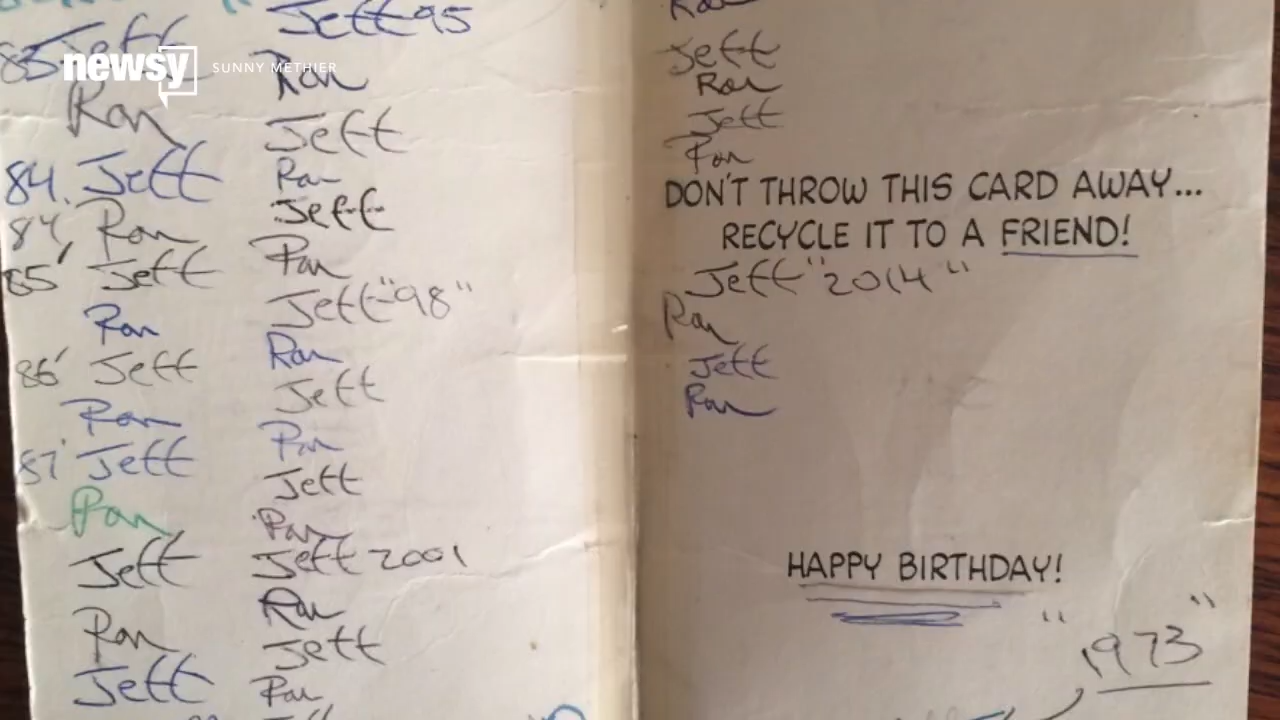 newsy SUNNY METHIER
Jeff
Ron
84. Jeff
84' Ron
85' Jeff
Ron
86' Jeff
Ron
87' Jeff
Ron
Jeff
Ron
Jeff
Jeff 95
Ron
Jeff
Ron
Jeff
Ron
Jeff "98"
Ron
Jeff
Ron
Jeff
Ron
Jeff 2001
Ron
Jeff
Ron
Ron
Jeff
Ron
Jeff
Ron
DON'T THROW THIS CARD AWAY...
RECYCLE IT TO A FRIEND!
Jeff "2014"
Ron
Jeff
Ron
HAPPY BIRTHDAY!
"1973"